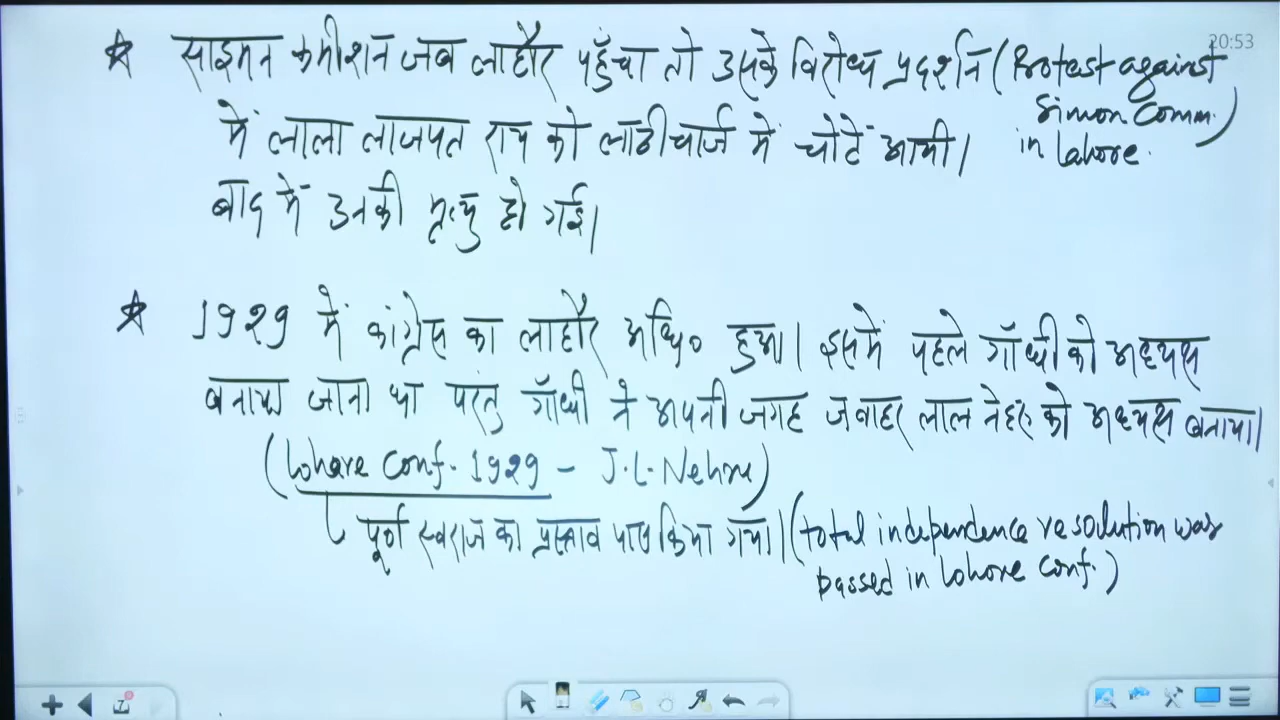 20:53
☆ साइमन कमीशन जब लाहौर पहुँचा तो उसके विरोध प्रदर्शन (Protest against
Simon Comm.)
में लाला लाजपत राय को लाठीचार्ज में चोटें आयी। in Lahore.
बाद में उनकी मृत्यु हो गई।
☆ 1929 में कांग्रेस का लाहौर अधि० हुआ। इसमें पहले गाँधी को अध्यक्ष
बनाया जाना था परंतु गाँधी ने अपनी जगह जवाहर लाल नेहरू को अध्यक्ष बनाया।
(Lahore Conf. 1929 - J.L. Nehru)
पूर्ण स्वराज का प्रस्ताव पास किया गया। (total independence resolution was
passed in Lahore Conf.)